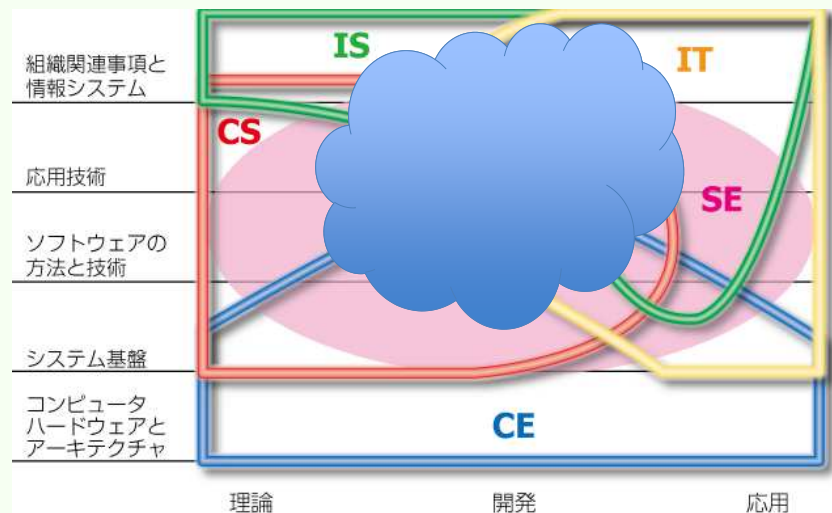 組織関連事項と
情報システム
IS
IT
CS
応用技術
SE
ソフトウェアの
方法と技術
システム基盤
コンピュータ
ハードウェアと
アーキテクチャ
CE
理論
開発
応用